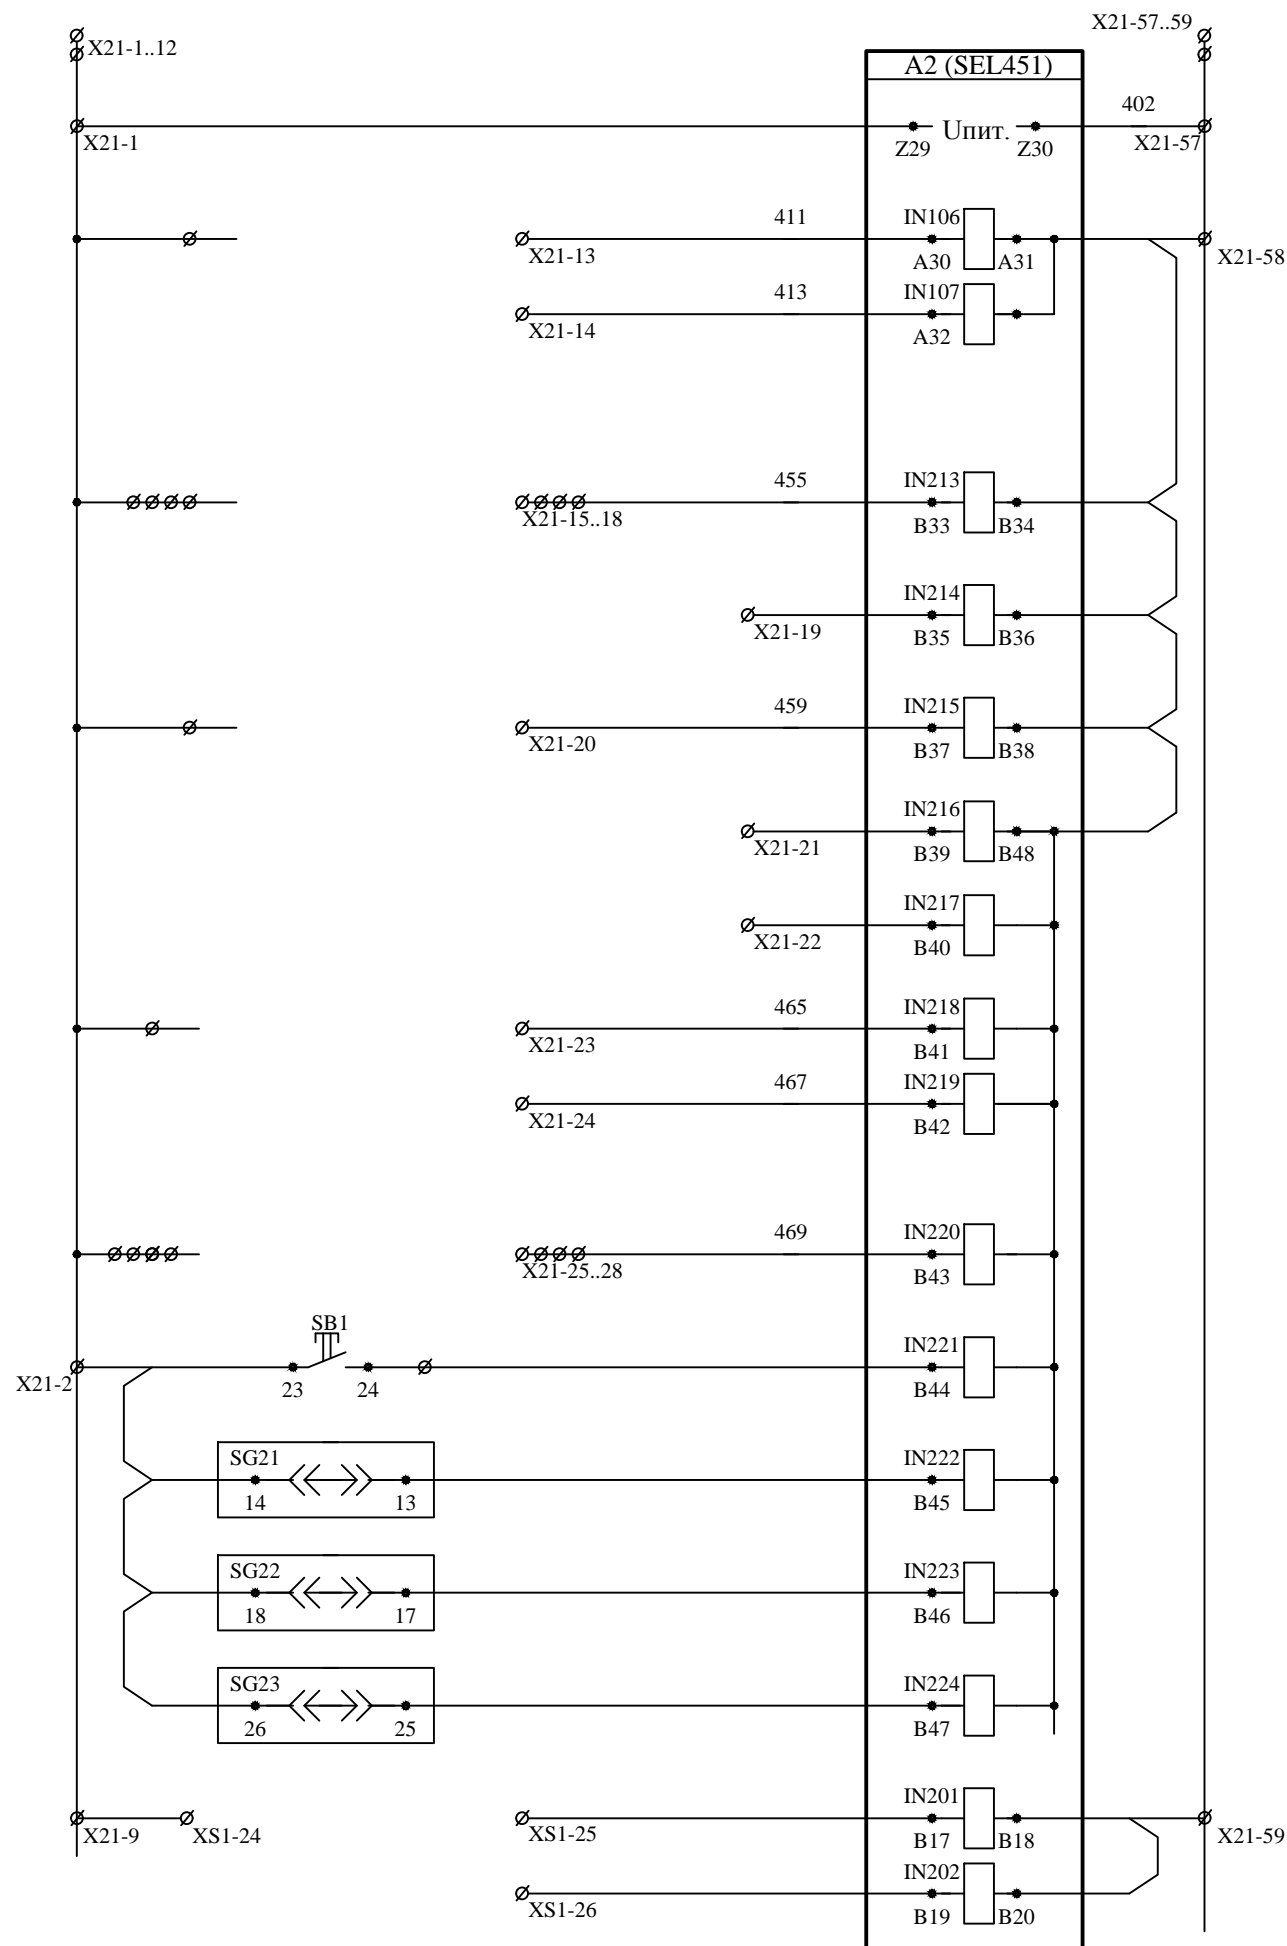 X21-57..59
X21-1..12
A2 (SEL451)
402
Uпит.
X21-1
Z29
Z30
X21-57
411
IN106
X21-13
A30
A31
X21-58
413
IN107
X21-14
A32
455
IN213
X21-15..18
B33
B34
IN214
X21-19
B35
B36
459
IN215
X21-20
B37
B38
IN216
X21-21
B39
B48
IN217
X21-22
B40
465
IN218
X21-23
B41
467
IN219
X21-24
B42
469
IN220
X21-25..28
B43
SB1
IN221
X21-2
23
24
B44
SG21
IN222
14
13
B45
SG22
IN223
18
17
B46
SG23
IN224
26
25
B47
IN201
X21-9
XS1-24
XS1-25
B17
B18
X21-59
IN202
XS1-26
B19
B20